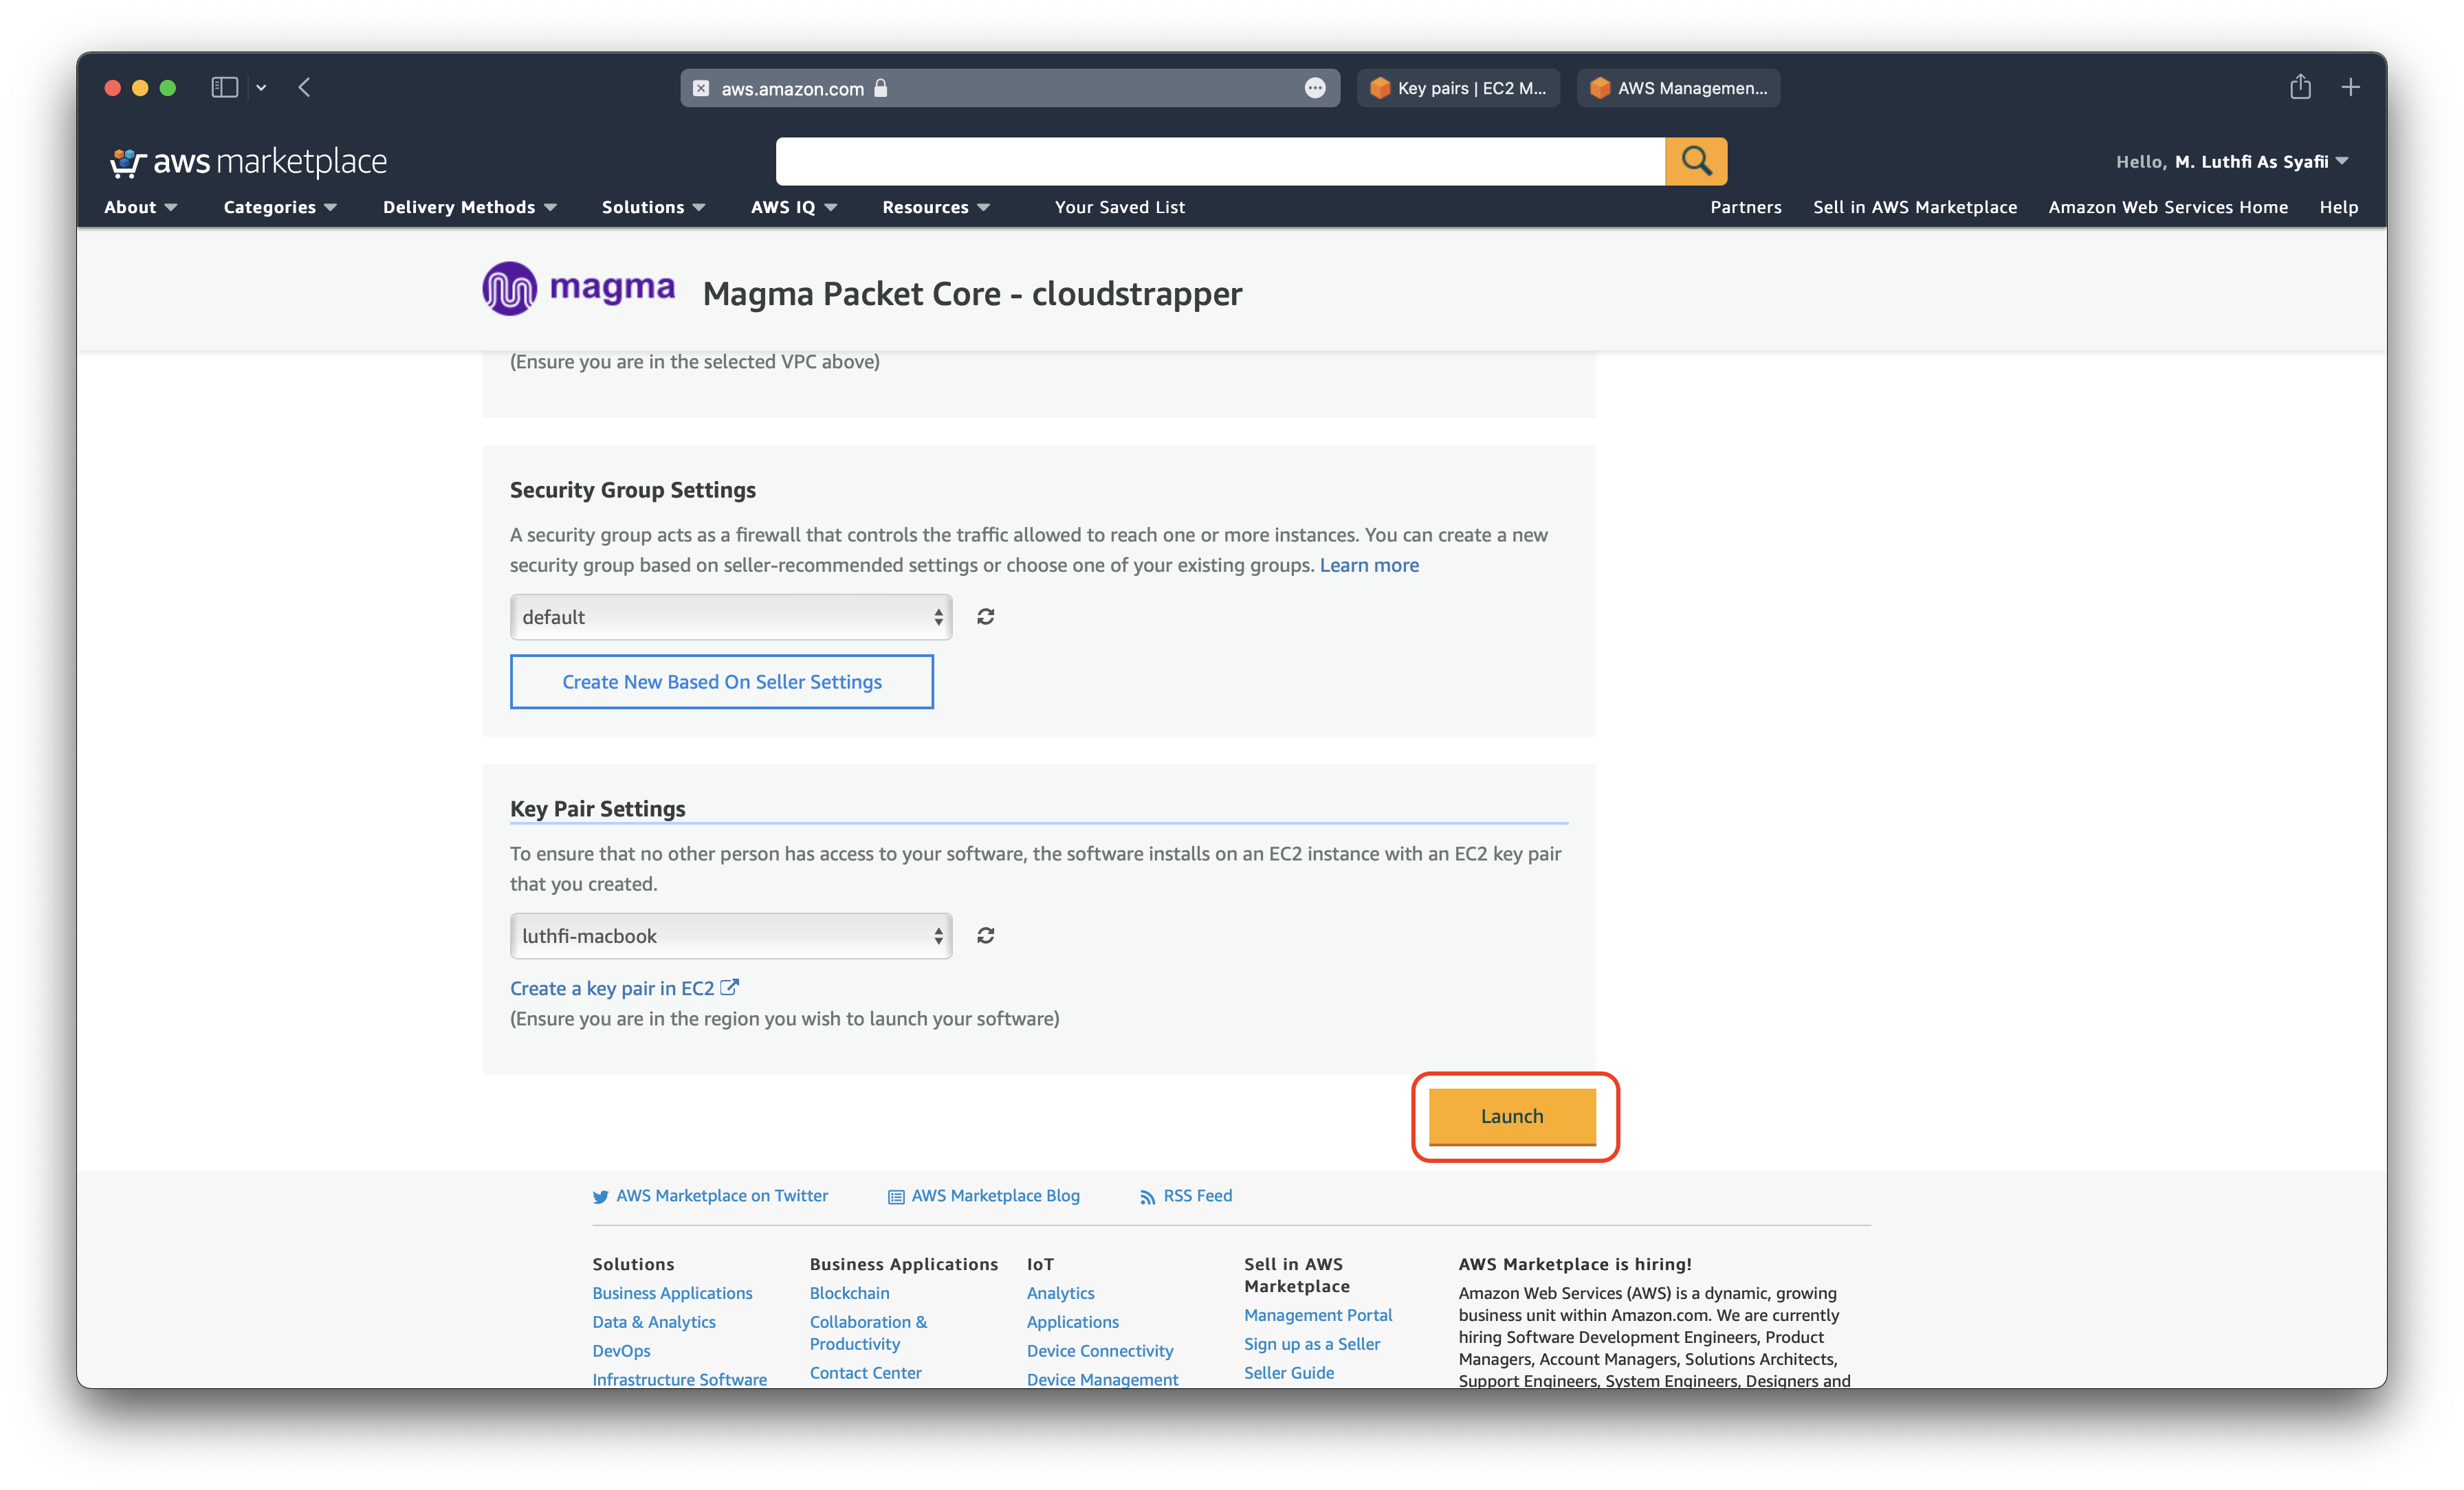 aws.amazon.com
Key pairs | EC2 M...
AWS Managemen...
aws marketplace
Hello, M. Luthfi As Syafii
About
Categories
Delivery Methods
Solutions
AWS IQ
Resources
Your Saved List
Partners
Sell in AWS Marketplace
Amazon Web Services Home
Help
magma
Magma Packet Core - cloudstrapper
(Ensure you are in the selected VPC above)
Security Group Settings
A security group acts as a firewall that controls the traffic allowed to reach one or more instances. You can create a new
security group based on seller-recommended settings or choose one of your existing groups. Learn more
default
Create New Based On Seller Settings
Key Pair Settings
To ensure that no other person has access to your software, the software installs on an EC2 instance with an EC2 key pair
that you created.
luthfi-macbook
Create a key pair in EC2
(Ensure you are in the region you wish to launch your software)
Launch
AWS Marketplace on Twitter
AWS Marketplace Blog
RSS Feed
Solutions
Business Applications
Data & Analytics
DevOps
Infrastructure Software
Business Applications
Blockchain
Collaboration &
Productivity
Contact Center
IoT
Analytics
Applications
Device Connectivity
Device Management
Sell in AWS
Marketplace
Management Portal
Sign up as a Seller
Seller Guide
AWS Marketplace is hiring!
Amazon Web Services (AWS) is a dynamic, growing
business unit within Amazon.com. We are currently
hiring Software Development Engineers, Product
Managers, Account Managers, Solutions Architects,
Support Engineers, System Engineers, Designers and